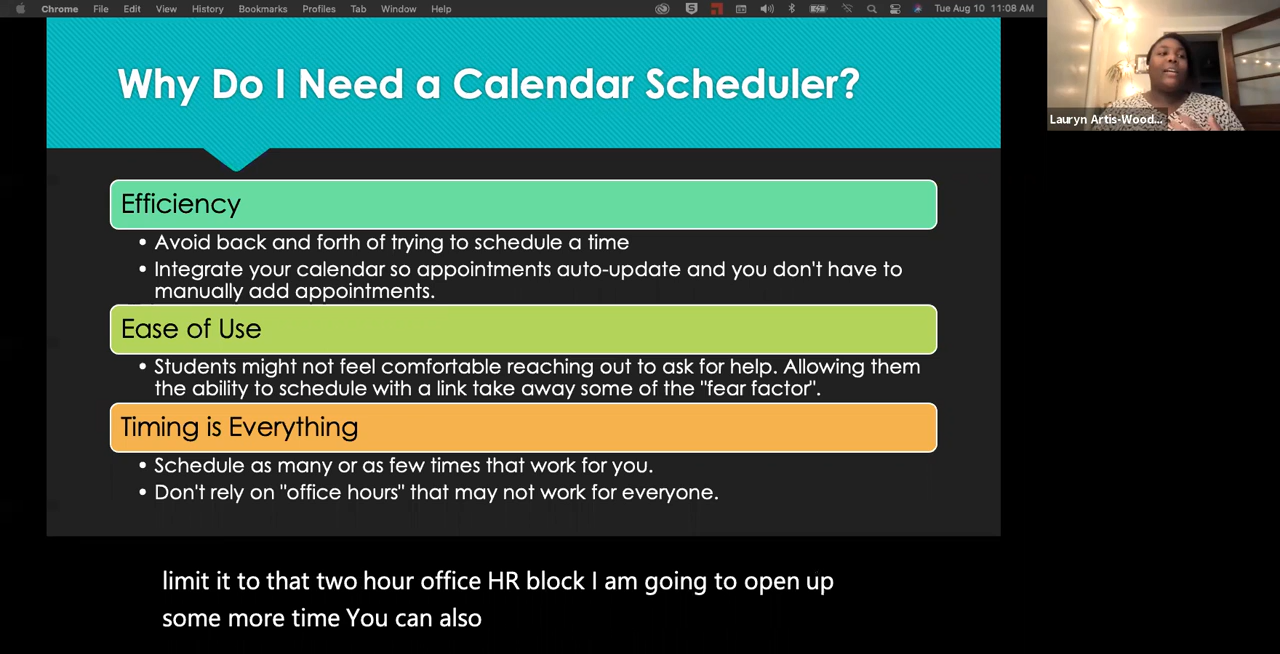 Chrome File Edit View History Bookmarks Profiles Tab Window Help Tue Aug 10 11:08 AM
Why Do I Need a Calendar Scheduler?
Lauryn Artis-Wood...
Efficiency
• Avoid back and forth of trying to schedule a time
• Integrate your calendar so appointments auto-update and you don't have to
manually add appointments.
Ease of Use
• Students might not feel comfortable reaching out to ask for help. Allowing them
the ability to schedule with a link take away some of the "fear factor".
Timing is Everything
• Schedule as many or as few times that work for you.
• Don't rely on "office hours" that may not work for everyone.
limit it to that two hour office HR block I am going to open up
some more time You can also